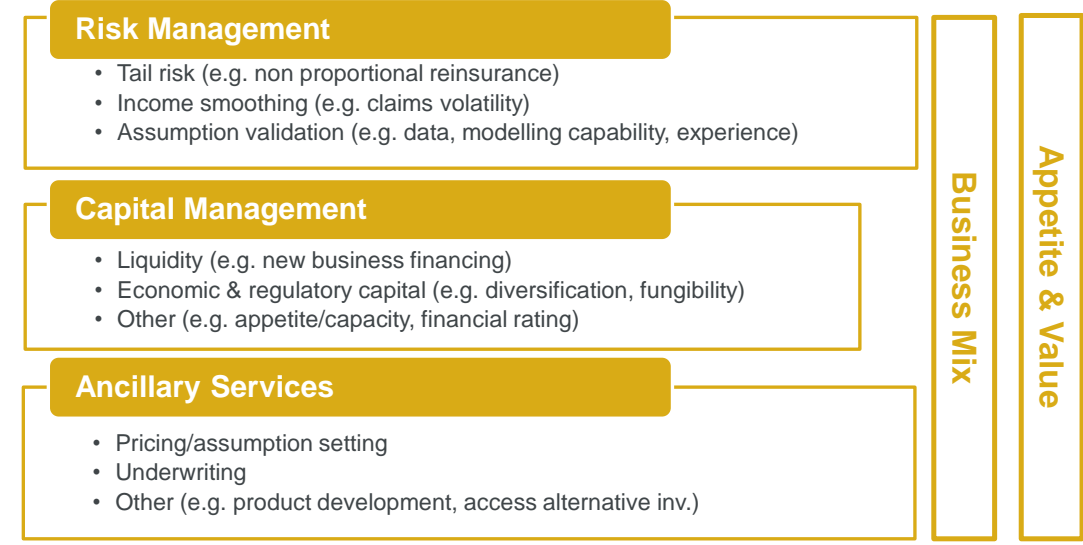 Risk Management
• Tail risk (e.g. non proportional reinsurance)
• Income smoothing (e.g. claims volatility)
• Assumption validation (e.g. data, modelling capability, experience)
Capital Management
• Liquidity (e.g. new business financing)
• Economic & regulatory capital (e.g. diversification, fungibility)
• Other (e.g. appetite/capacity, financial rating)
Ancillary Services
• Pricing/assumption setting
• Underwriting
• Other (e.g. product development, access alternative inv.)
Business Mix
Appetite & Value